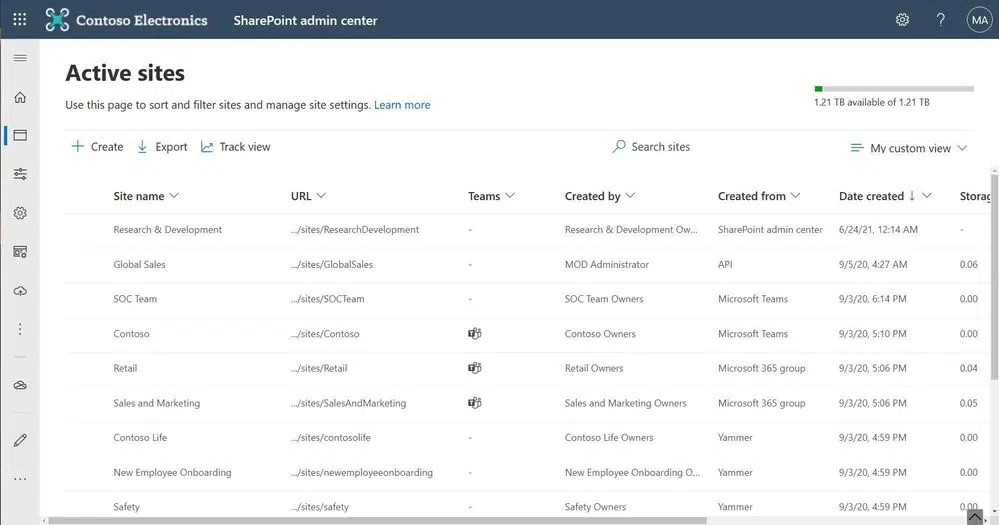 Contoso Electronics SharePoint admin center ? MA
Active sites
Use this page to sort and filter sites and manage site settings. Learn more
1.21 TB available of 1.21 TB
Create Export Track view Search sites My custom view
Site name URL Teams Created by Created from Date created ↓ Storag
Research & Development .../sites/ResearchDevelopment - Research & Development Ow... SharePoint admin center 6/24/21, 12:14 AM -
Global Sales .../sites/GlobalSales - MOD Administrator API 9/5/20, 4:27 AM 0.06
SOC Team .../sites/SOCTeam - SOC Team Owners Microsoft Teams 9/3/20, 6:14 PM 0.00
Contoso .../sites/Contoso Contoso Owners Microsoft Teams 9/3/20, 5:10 PM 0.00
Retail .../sites/Retail Retail Owners Microsoft 365 group 9/3/20, 5:06 PM 0.04
Sales and Marketing .../sites/SalesAndMarketing Sales and Marketing Owners Microsoft 365 group 9/3/20, 5:06 PM 0.05
Contoso Life .../sites/contosolife - Contoso Life Owners Yammer 9/3/20, 4:59 PM 0.00
New Employee Onboarding .../sites/newemployeeonboarding - New Employee Onboarding O... Yammer 9/3/20, 4:59 PM 0.00
Safety .../sites/safety - Safety Owners Yammer 9/3/20, 4:59 PM 0.00